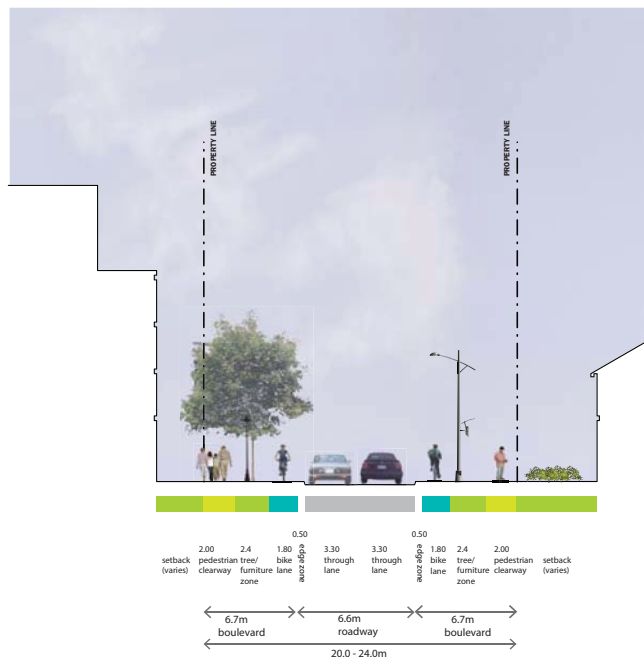 PROPERTY LINE
PROPERTY LINE
setback
(varies)
2.00
pedestrian
clearway
2.4
tree/
furniture
zone
1.80
bike
lane
0.50
edge zone
3.30
through
lane
3.30
through
lane
0.50
edge zone
1.80
bike
lane
2.4
tree/
furniture
zone
2.00
pedestrian
clearway
setback
(varies)
6.7m
boulevard
6.6m
roadway
6.7m
boulevard
20.0 - 24.0m